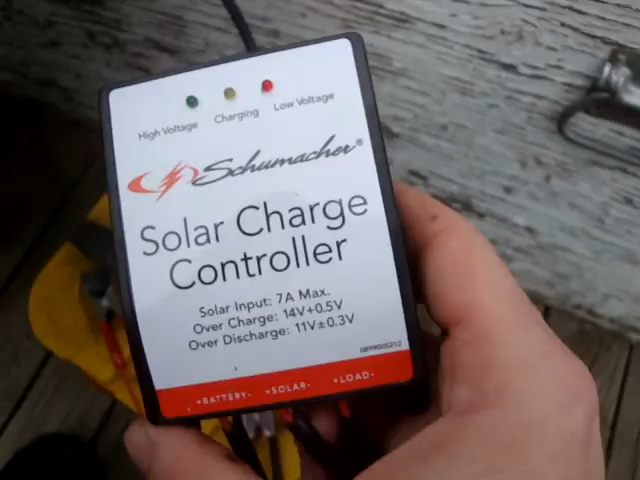 High Voltage Charging Low Voltage
Schumacher®
Solar Charge
Controller
Solar Input: 7A Max.
Over Charge: 14V±0.5V
Over Discharge: 11V±0.3V
+BATTERY- +SOLAR- +LOAD-